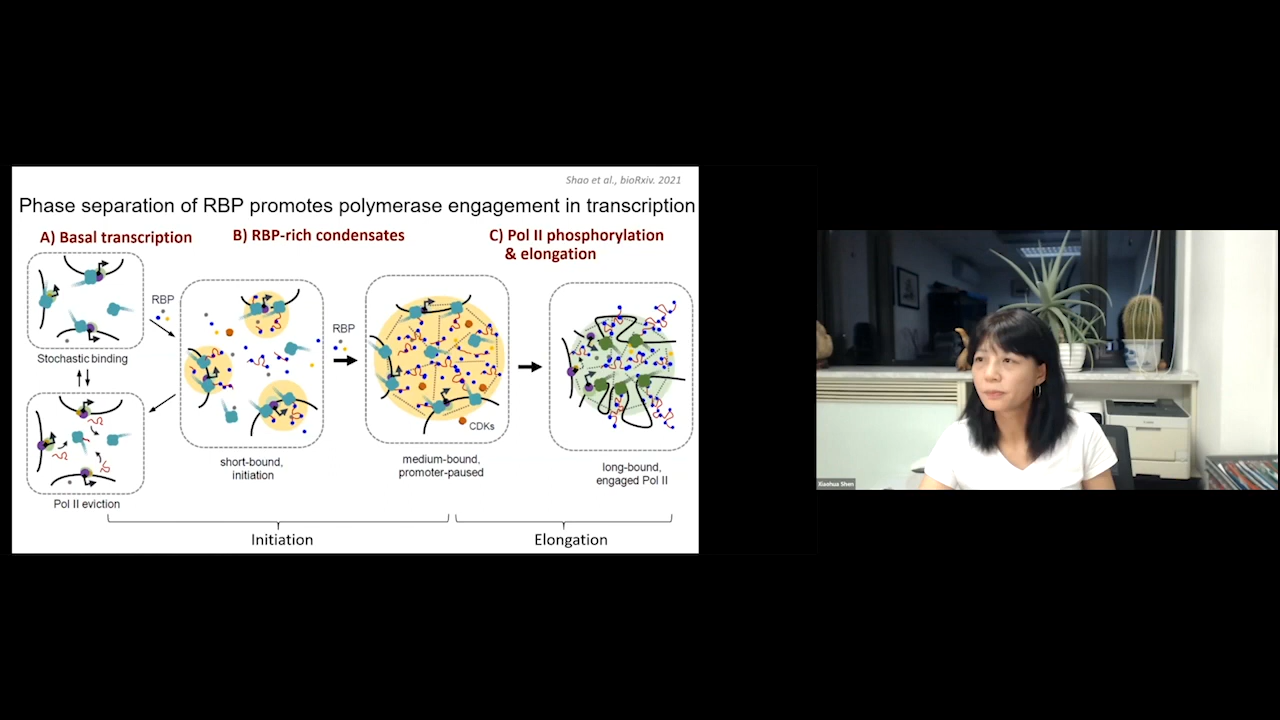 Shao et al., bioRxiv. 2021
Phase separation of RBP promotes polymerase engagement in transcription
A) Basal transcription
B) RBP-rich condensates
C) Pol II phosphorylation
& elongation
RBP
RBP
Stochastic binding
CDKs
short-bound,
initiation
medium-bound,
promoter-paused
long-bound,
engaged Pol II
Pol II eviction
Initiation
Elongation
Xiaohua Shen